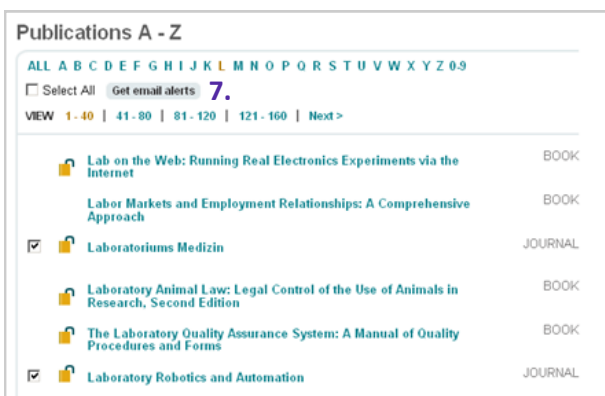 Publications A - Z
ALL A B C D E F G H I J K L M N O P Q R S T U V W X Y Z 0-9
Select All Get email alerts 7.
VIEW 1 - 40 | 41 - 80 | 81 - 120 | 121 - 160 | Next >
Lab on the Web: Running Real Electronics Experiments via the BOOK
Internet
Labor Markets and Employment Relationships: A Comprehensive BOOK
Approach
Laboratoriums Medizin JOURNAL
Laboratory Animal Law: Legal Control of the Use of Animals in BOOK
Research, Second Edition
The Laboratory Quality Assurance System: A Manual of Quality BOOK
Procedures and Forms
Laboratory Robotics and Automation JOURNAL